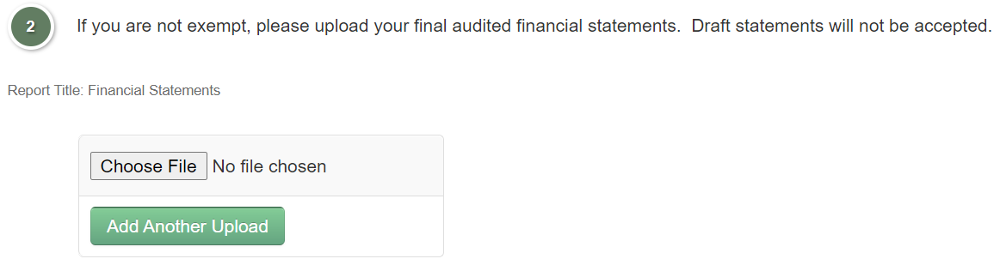 2
If you are not exempt, please upload your final audited financial statements.  Draft statements will not be accepted.
Report Title: Financial Statements
Choose File No file chosen
Add Another Upload